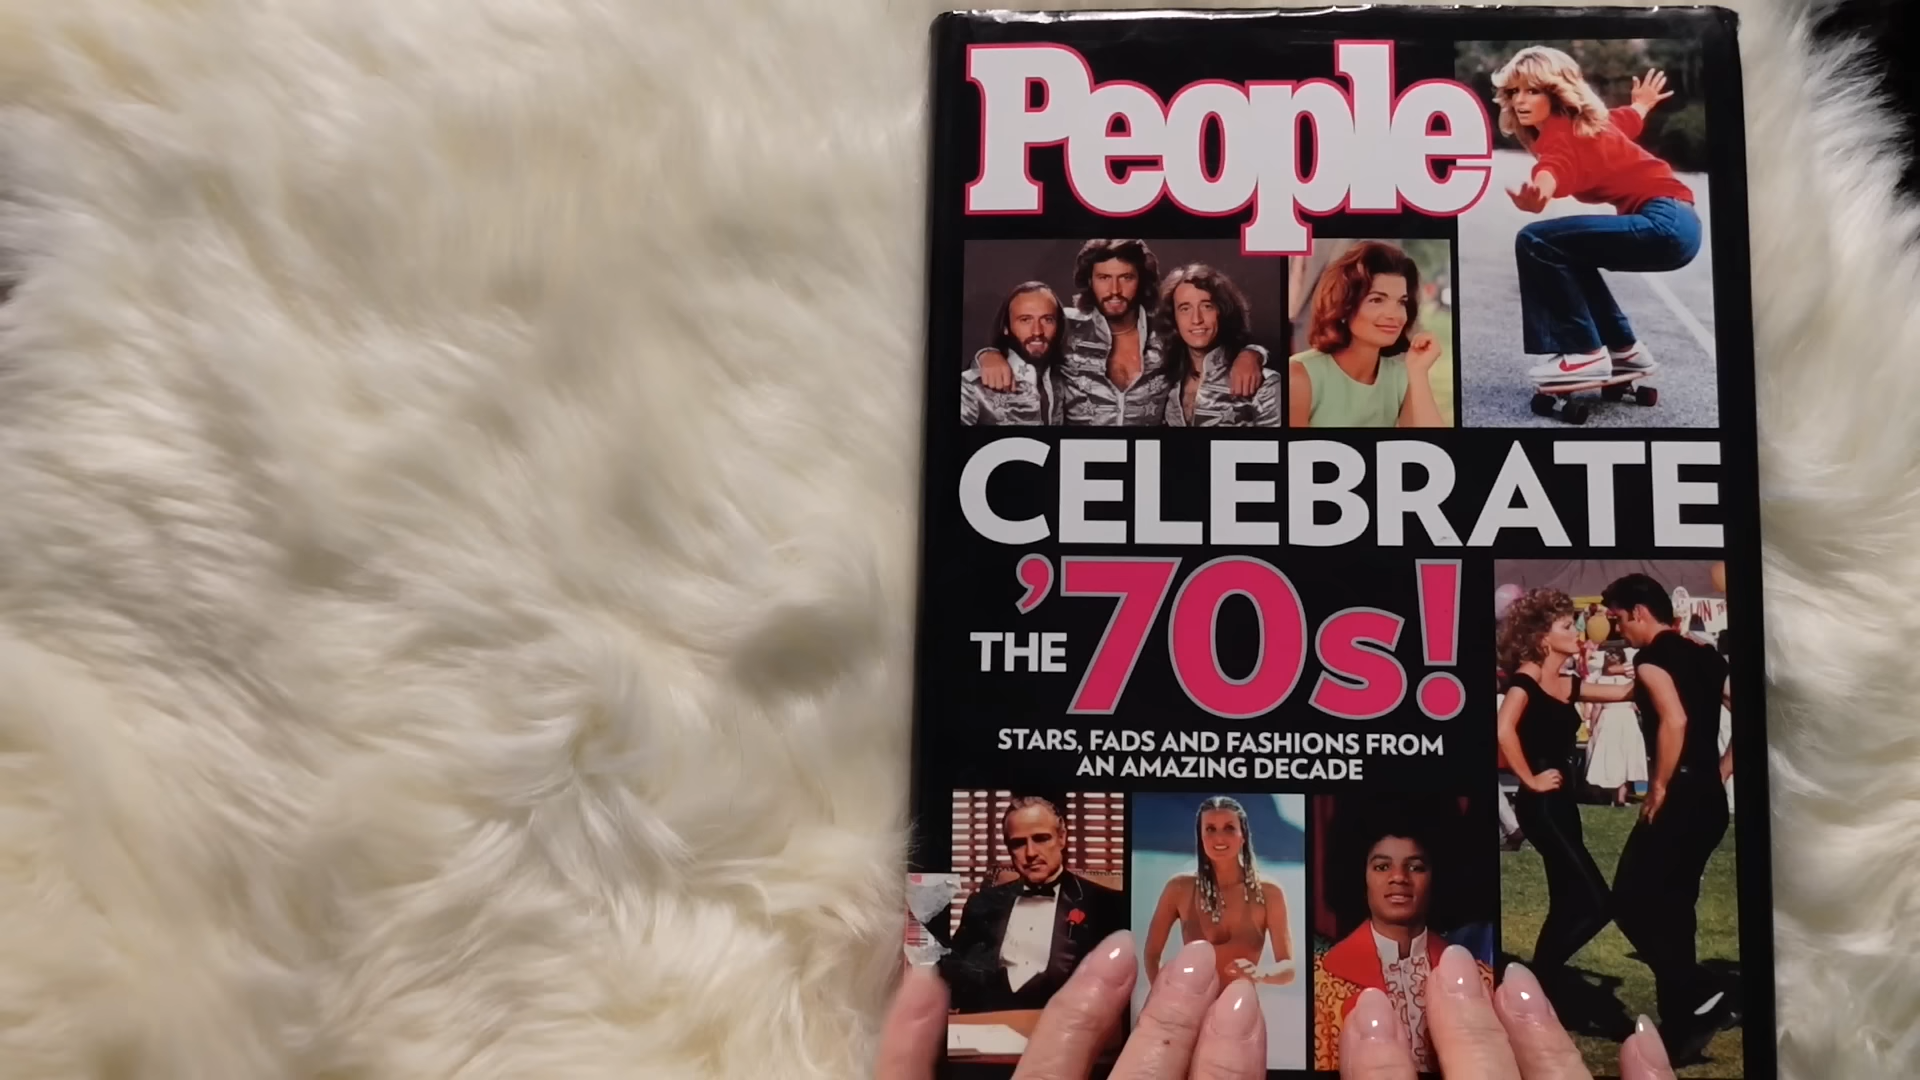 People
CELEBRATE
THE '70s!
STARS, FADS AND FASHIONS FROM
AN AMAZING DECADE